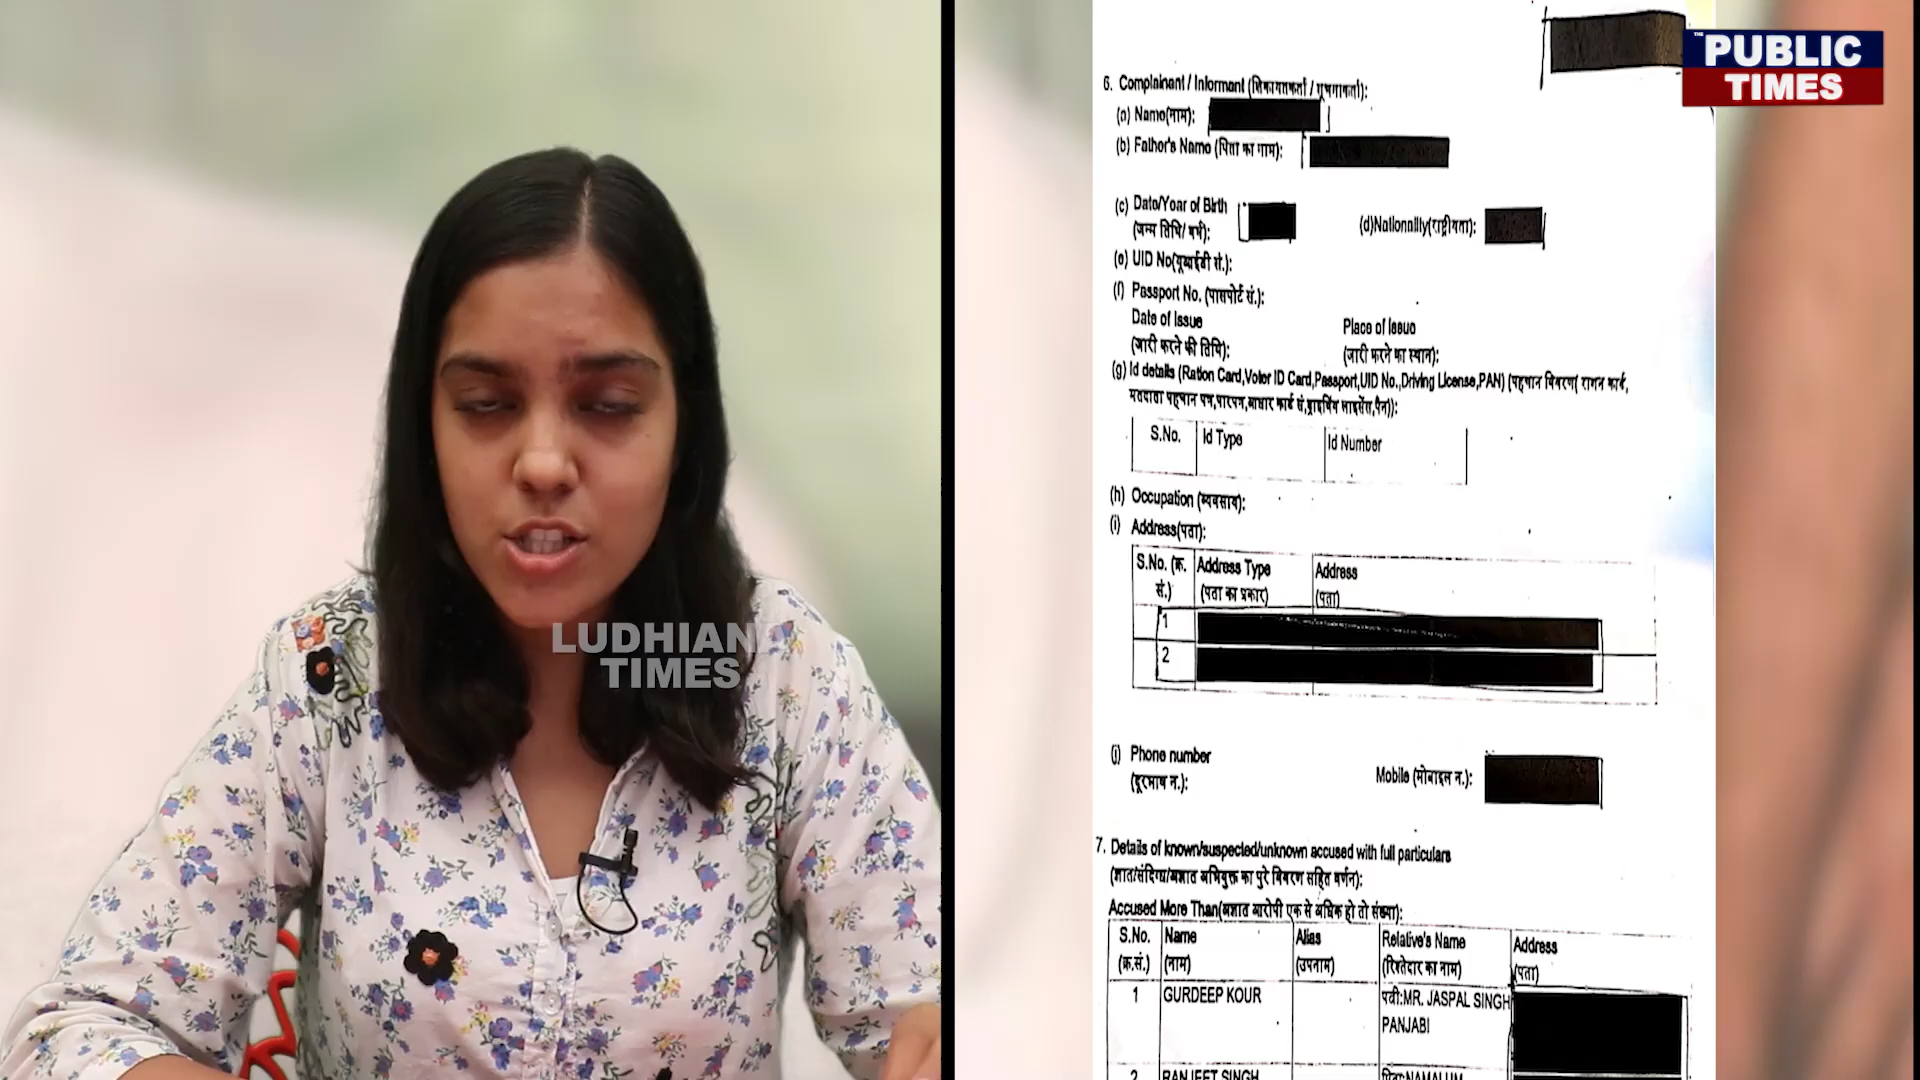 THE
PUBLIC
TIMES
6. Complainant / Informant (शिकायतकर्ता / सूचनाकर्ता):
(a) Name(नाम):
(b) Father's Name (पिता का नाम):
(c) Date/Year of Birth
(जन्म तिथि/ वर्ष):
(d)Nationality(राष्ट्रीयता):
(e) UID No(यूआईडी सं.):
(f) Passport No. (पासपोर्ट सं.):
Date of Issue
(जारी करने की तिथि):
Place of Issue
(जारी करने का स्थान):
(g) Id details (Ration Card,Voter ID Card,Passport,UID No.,Driving License,PAN) (पहचान विवरण( राशन कार्ड,
मतदाता पहचान पत्र,पारपत्र,आधार कार्ड सं,ड्राइविंग लाइसेंस,पैन)):
S.No. Id Type Id Number
(h) Occupation (व्यवसाय):
(i) Address(पता):
S.No. (क्र. सं.) Address Type (पता का प्रकार) Address (पता)
1
2
(j) Phone number
(दूरभाष न.):
Mobile (मोबाइल न.):
7. Details of known/suspected/unknown accused with full particulars
(ज्ञात/संदिग्ध/अज्ञात अभियुक्त का पुरे विवरण सहित वर्णन):
Accused More Than(अज्ञात आरोपी एक से अधिक हो तो संख्या):
S.No. Name Alias Relative's Name Address
(क्र.सं.) (नाम) (उपनाम) (रिश्तेदार का नाम) (पता)
1 GURDEEP KOUR पत्नी:MR. JASPAL SINGH
PANJABI
2 RANJEET SINGH पिता:NAMALUM
LUDHIANA
TIMES